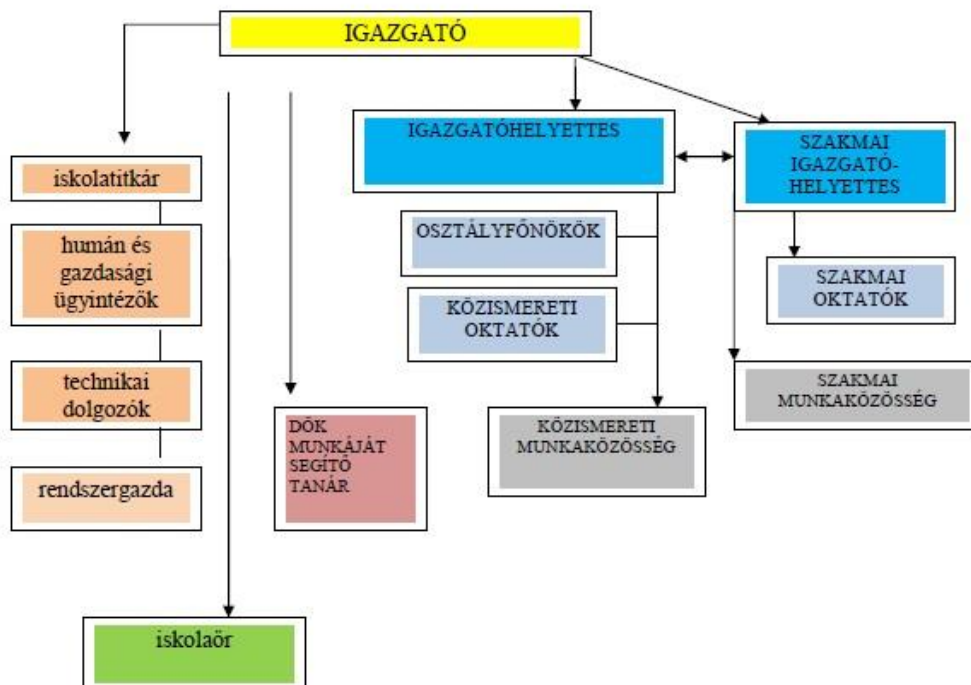 IGAZGATÓ
IGAZGATÓHELYETTES
SZAKMAI
IGAZGATÓ-
HELYETTES
iskolatitkár
humán és
gazdasági
ügyintézők
OSZTÁLYFŐNÖKÖK
SZAKMAI
OKTATÓK
KÖZISMERETI
OKTATÓK
technikai
dolgozók
SZAKMAI
MUNKAKÖZÖSSÉG
DÖK
MUNKÁJÁT
SEGÍTŐ
TANÁR
KÖZISMERETI
MUNKAKÖZÖSSÉG
rendszergazda
iskolaőr